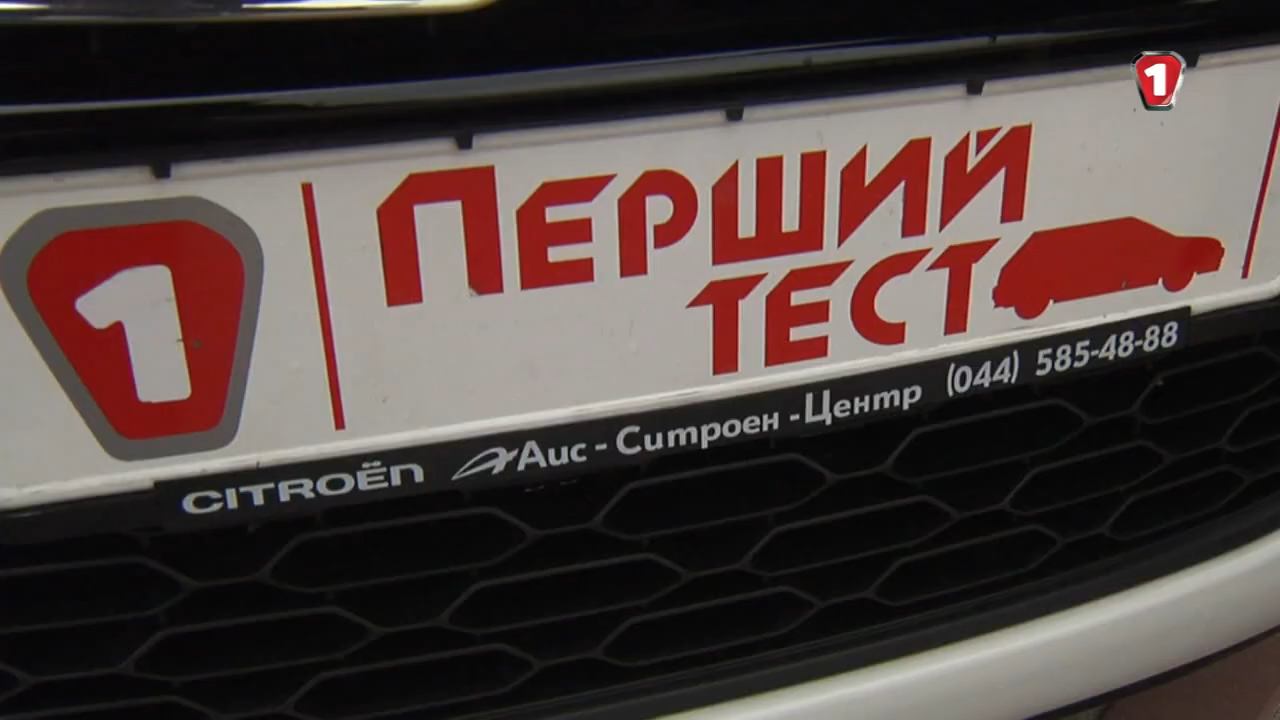 1
1
ПЕРШИЙ
ТЕСТ
CITROËN Аис - Ситроен - Центр (044) 585-48-88